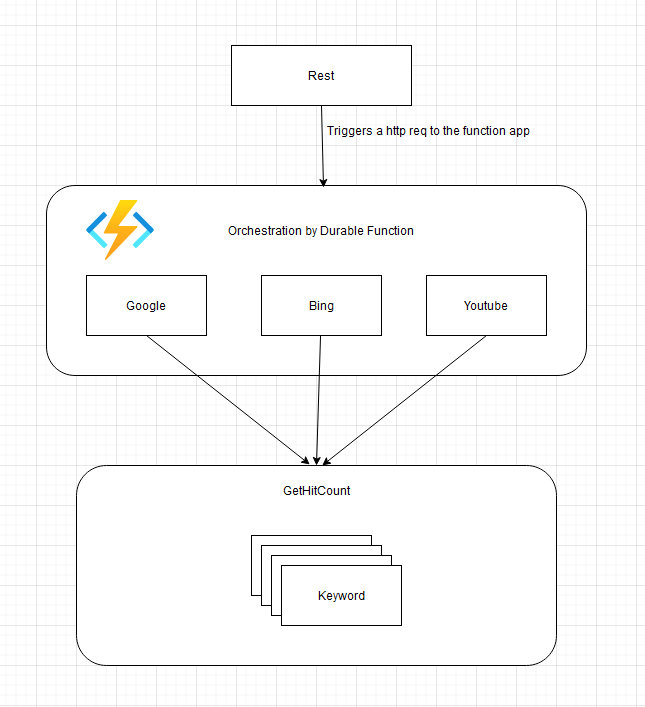 Rest
Triggers a http req to the function app
Orchestration by Durable Function
Google
Bing
Youtube
GetHitCount
Keyword